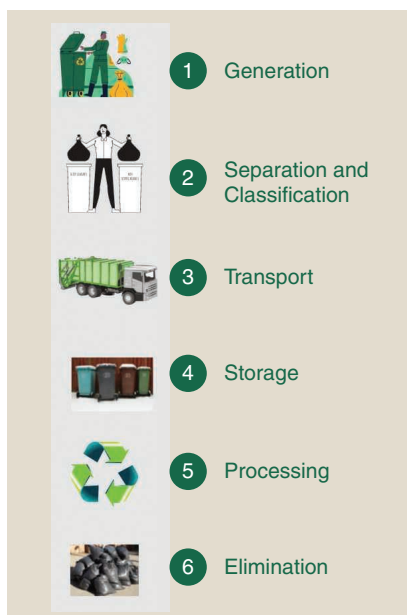 1 Generation
2 Separation and
Classification
3 Transport
4 Storage
5 Processing
6 Elimination